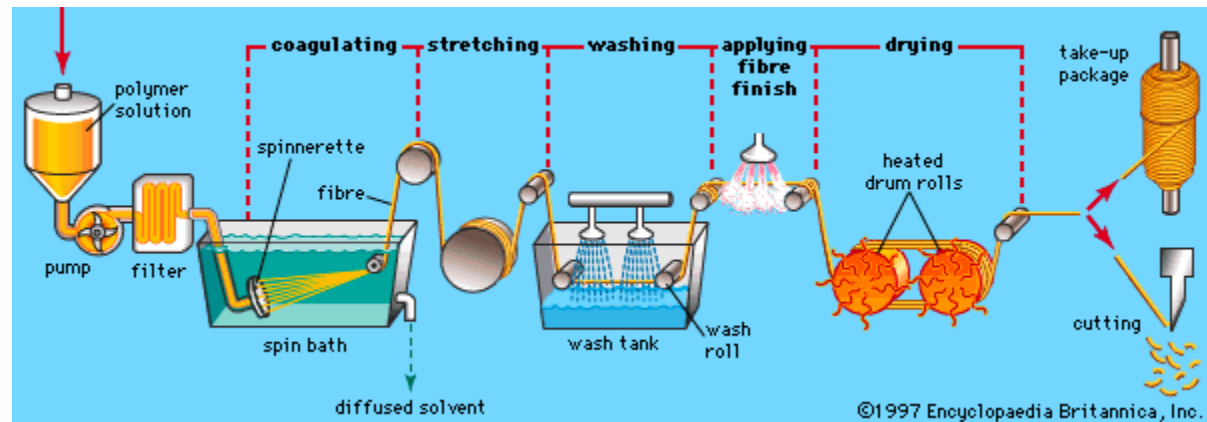 coagulating
stretching
washing
applying
fibre
finish
drying
take-up
package
polymer
solution
spinnerette
fibre
heated
drum rolls
pump
filter
spin bath
wash tank
wash
roll
cutting
diffused solvent
©1997 Encyclopaedia Britannica, Inc.